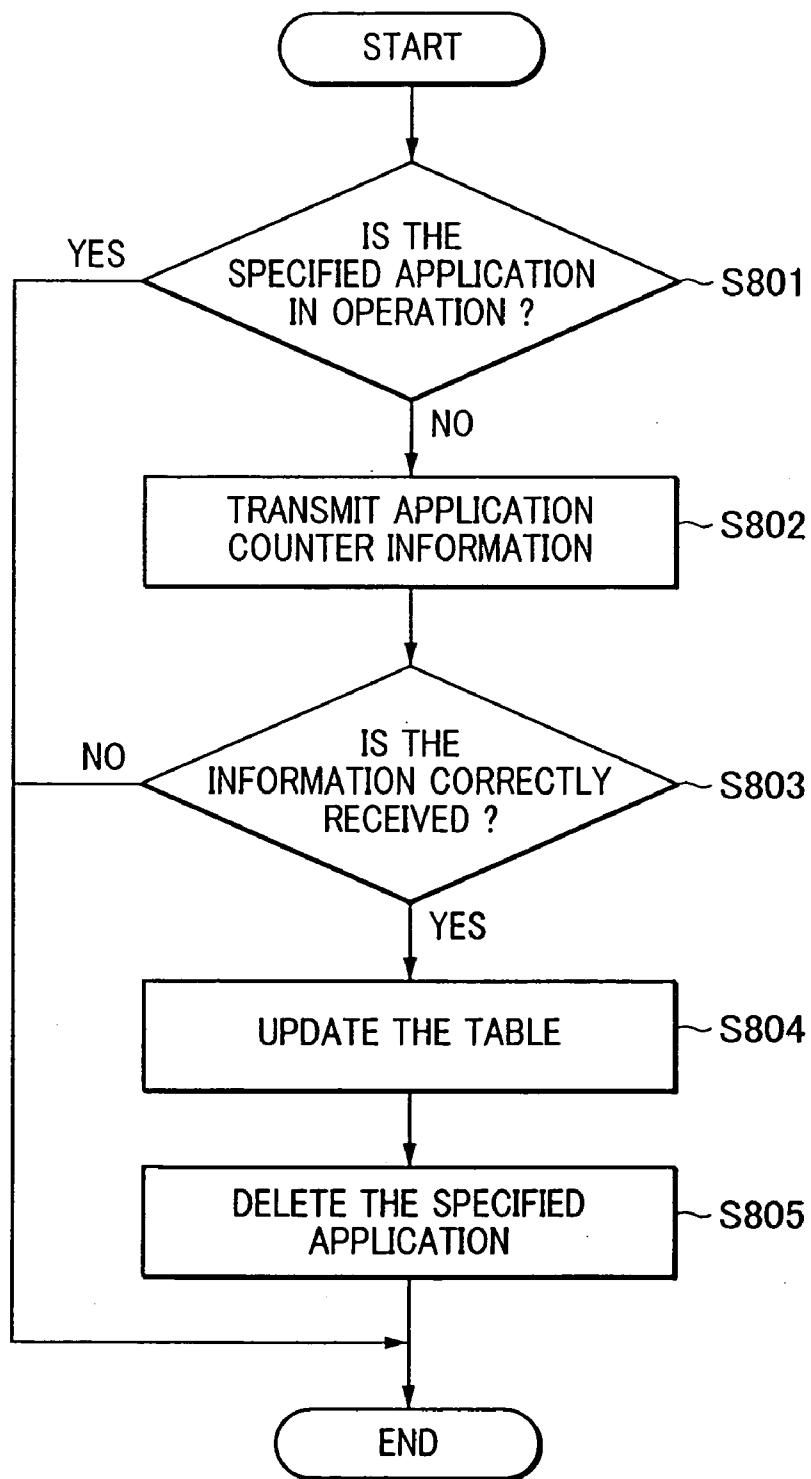 START
IS THE
SPECIFIED APPLICATION
IN OPERATION ?
YES
S801
NO
TRANSMIT APPLICATION
COUNTER INFORMATION
S802
IS THE
INFORMATION CORRECTLY
RECEIVED ?
NO
S803
YES
UPDATE THE TABLE
S804
DELETE THE SPECIFIED
APPLICATION
S805
END